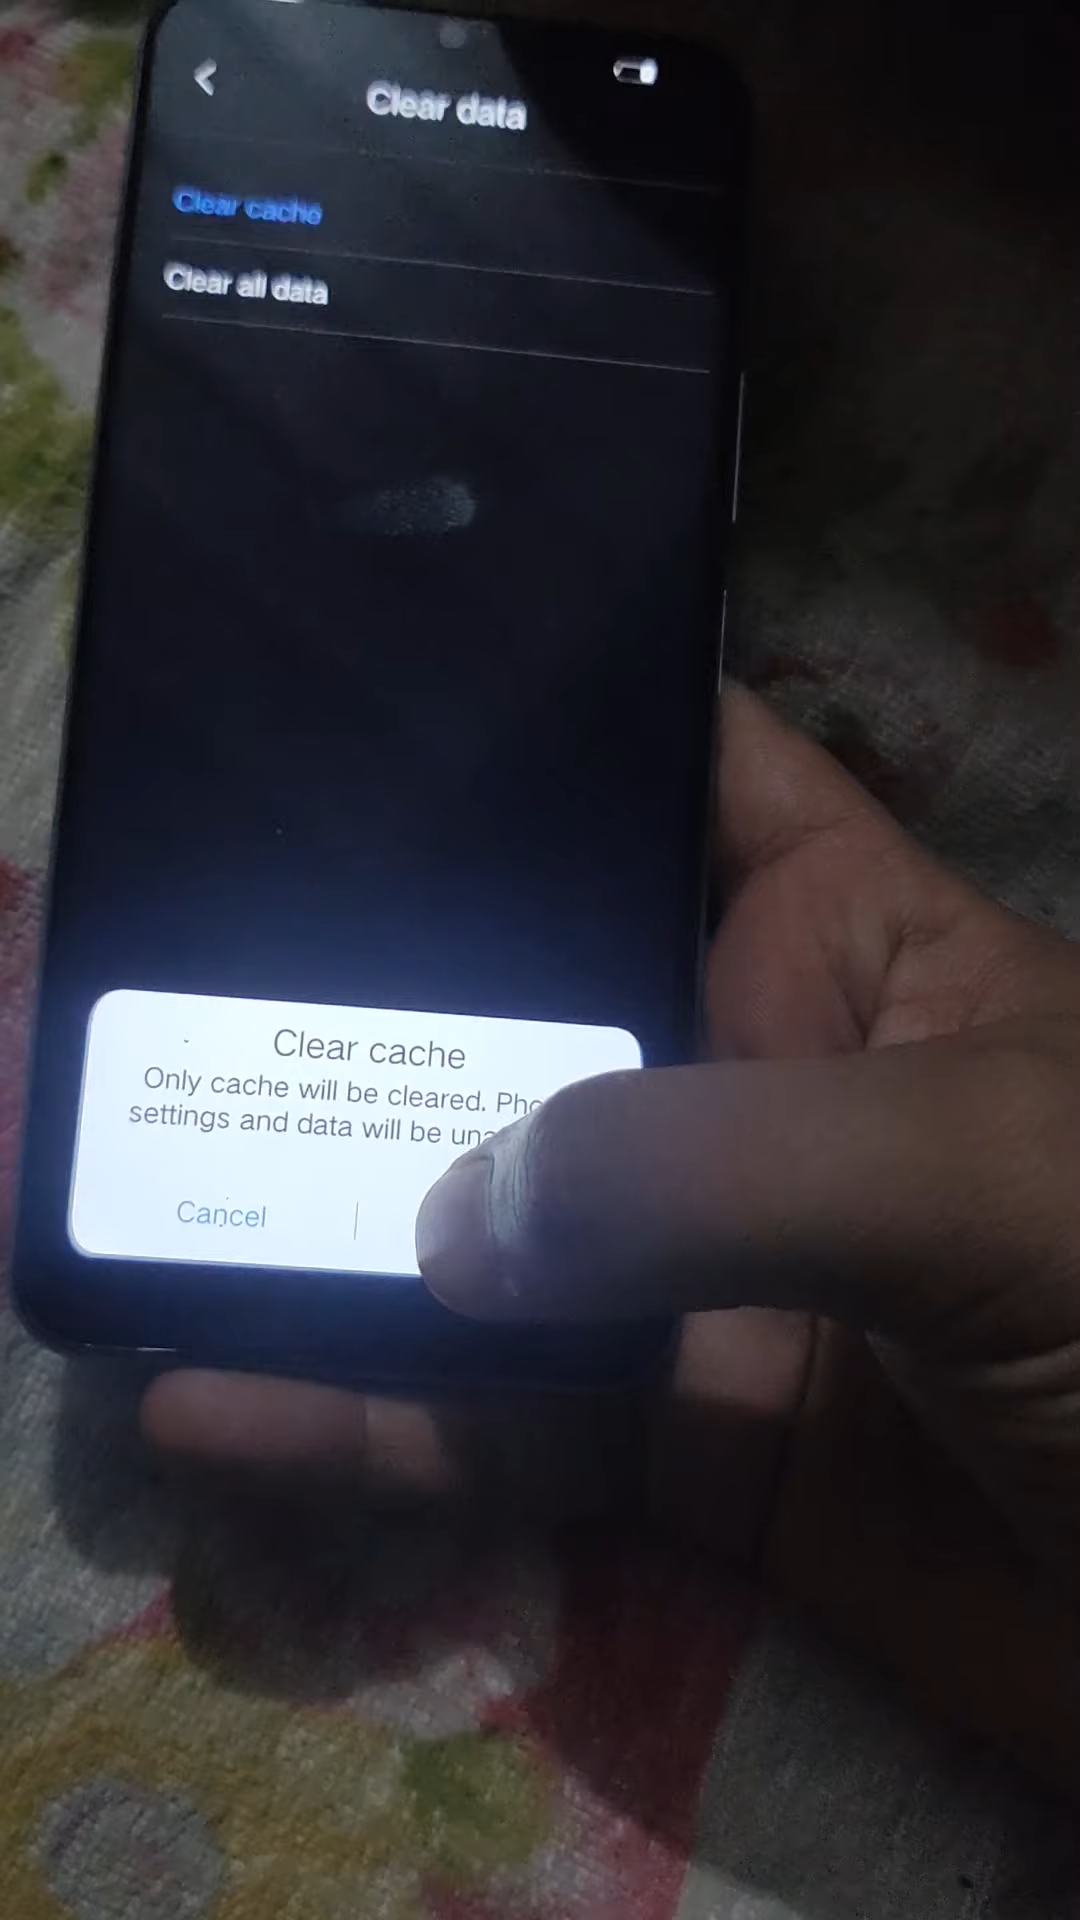 Clear data
Clear cache
Clear all data
Clear cache
Only cache will be cleared.
settings and data will be
Cancel